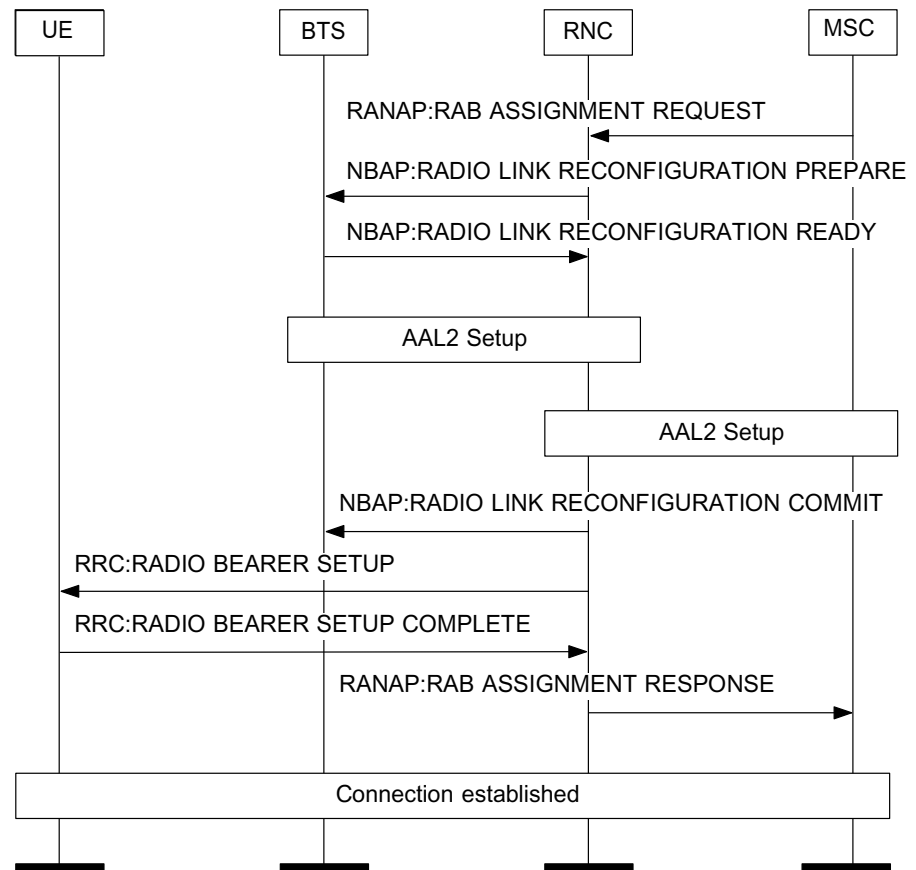 UE
BTS
RNC
MSC
RANAP:RAB ASSIGNMENT REQUEST
NBAP:RADIO LINK RECONFIGURATION PREPARE
NBAP:RADIO LINK RECONFIGURATION READY
AAL2 Setup
AAL2 Setup
NBAP:RADIO LINK RECONFIGURATION COMMIT
RRC:RADIO BEARER SETUP
RRC:RADIO BEARER SETUP COMPLETE
RANAP:RAB ASSIGNMENT RESPONSE
Connection established